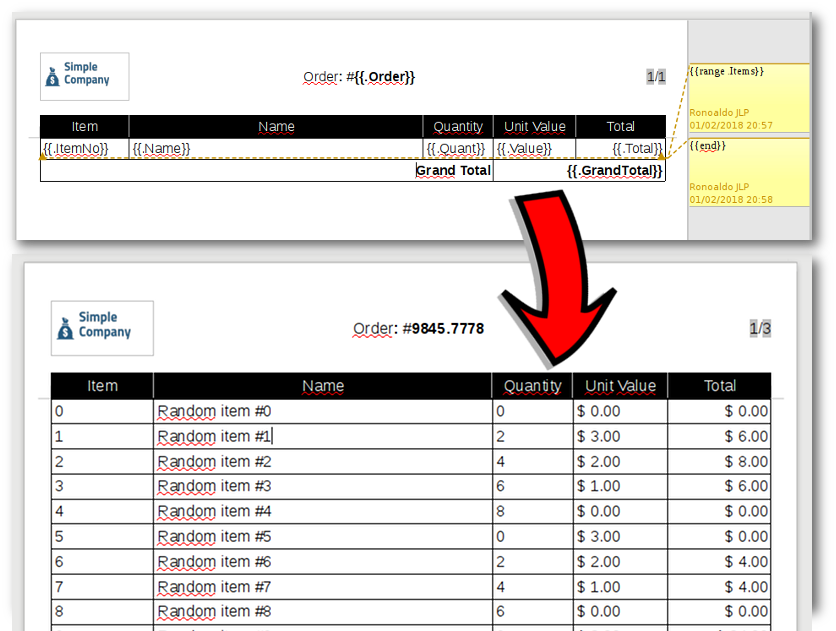 Simple
Company
Order: #{{.Order}}
1/1
{{range .Items}}
Ronoaldo JLP
01/02/2018 20:57
Item Name Quantity Unit Value Total
{{.ItemNo}} {{.Name}} {{.Quant}} {{.Value}} {{.Total}}
{{end}}
Grand Total {{.GrandTotal}}
Ronoaldo JLP
01/02/2018 20:58
Simple
Company
Order: #9845.7778
1/3
Item Name Quantity Unit Value Total
0 Random item #0 0 $ 0.00 $ 0.00
1 Random item #1 2 $ 3.00 $ 6.00
2 Random item #2 4 $ 2.00 $ 8.00
3 Random item #3 6 $ 1.00 $ 6.00
4 Random item #4 8 $ 0.00 $ 0.00
5 Random item #5 0 $ 3.00 $ 0.00
6 Random item #6 2 $ 2.00 $ 4.00
7 Random item #7 4 $ 1.00 $ 4.00
8 Random item #8 6 $ 0.00 $ 0.00